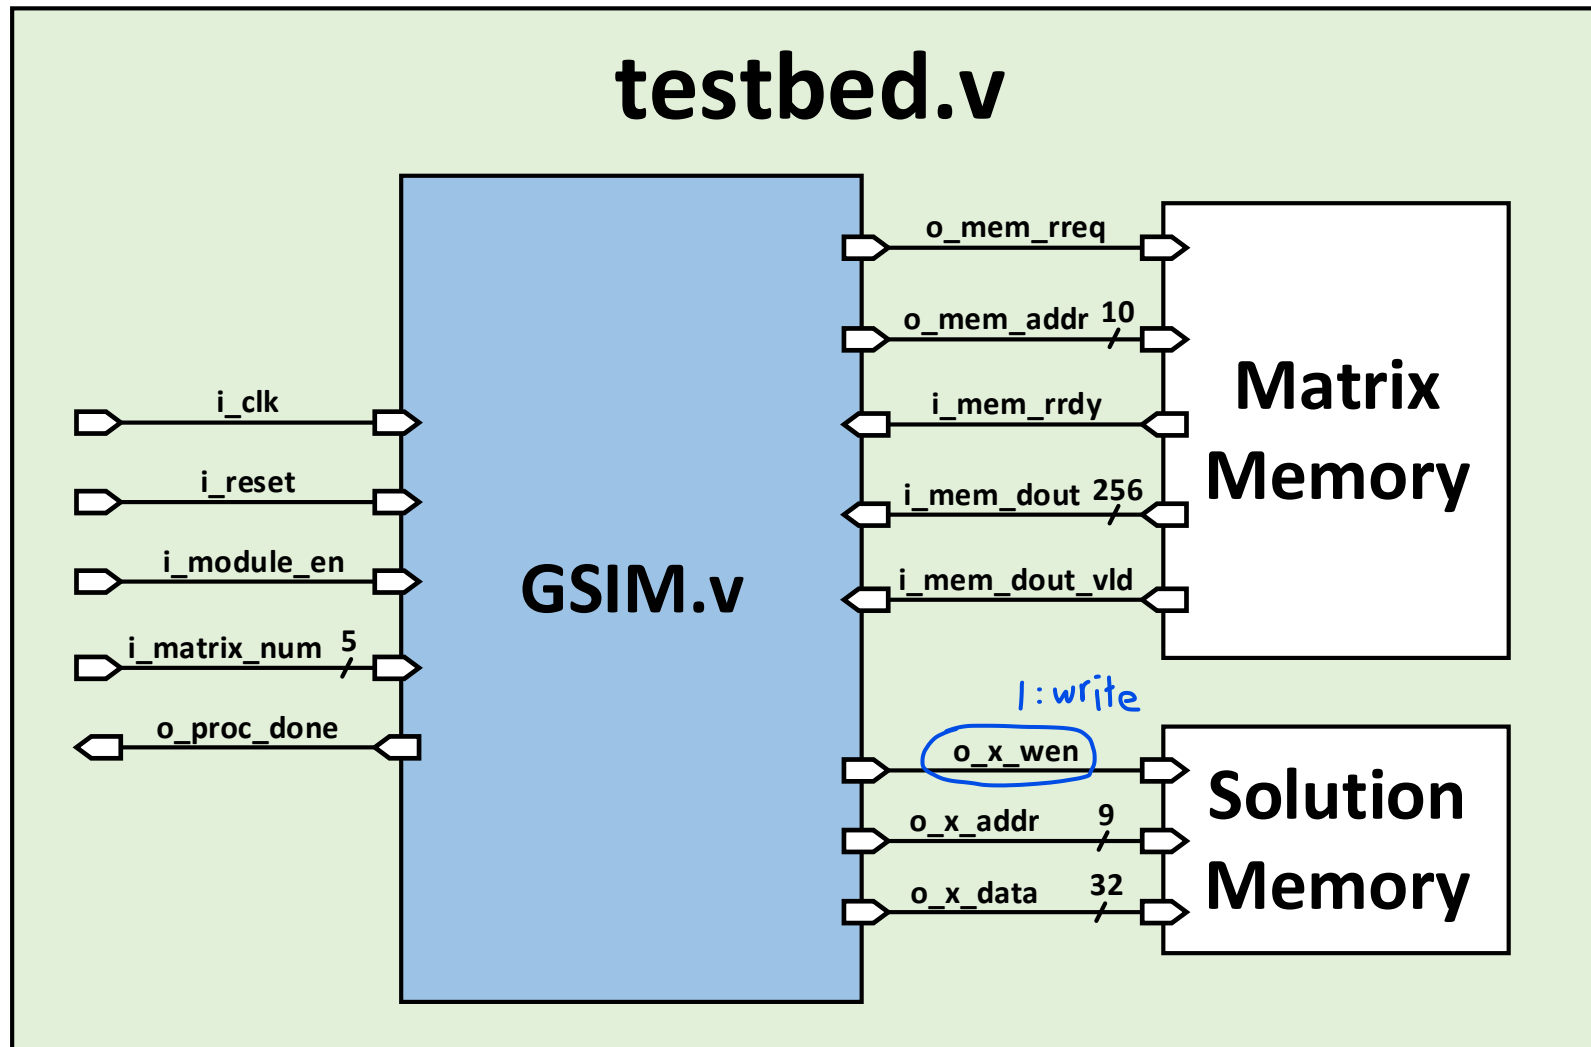 testbed.v
i_clk
i_reset
i_module_en
i_matrix_num 5
o_proc_done
GSIM.v
o_mem_rreq
o_mem_addr 10
i_mem_rrdy
i_mem_dout 256
i_mem_dout_vld
Matrix
Memory
1: write
o_x_wen
o_x_addr 9
o_x_data 32
Solution
Memory